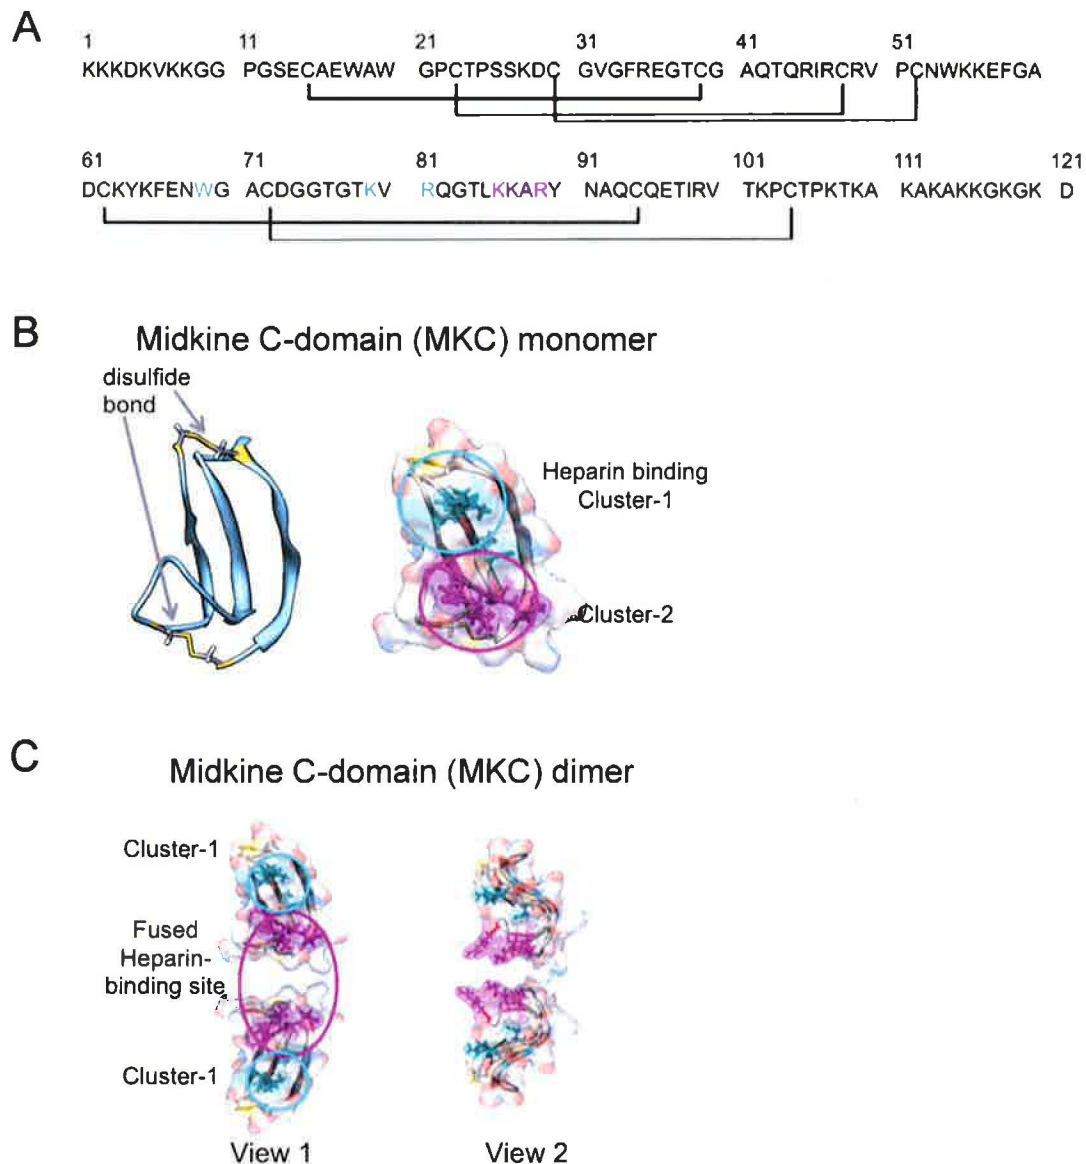 A
1 11 21 31 41 51
KKKDKVKKGG PGSECAEWAW GPCTPSSKDC GVGFREGTCG AQTQRIRCRV PCNWKKEFGA
61 71 81 91 101 111 121
DCKYKFENWG ACDGGTGTKV RQGTLKKARY NAQCQETIRV TKPCTPKTKA KAKAKKGKGK D
B
Midkine C-domain (MKC) monomer
disulfide
bond
Heparin binding
Cluster-1
Cluster-2
C
Midkine C-domain (MKC) dimer
Cluster-1
Fused
Heparin-
binding site
Cluster-1
View 1
View 2